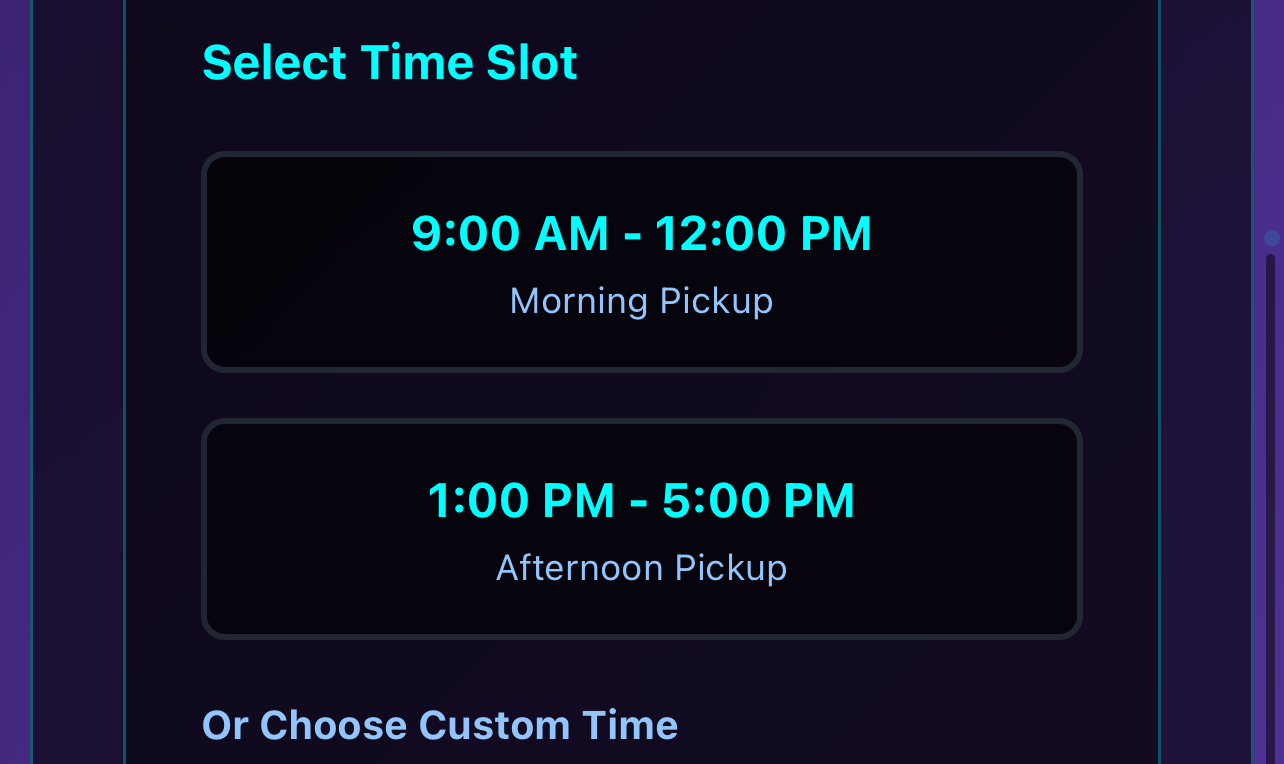 Select Time Slot
9:00 AM - 12:00 PM
Morning Pickup
1:00 PM - 5:00 PM
Afternoon Pickup
Or Choose Custom Time